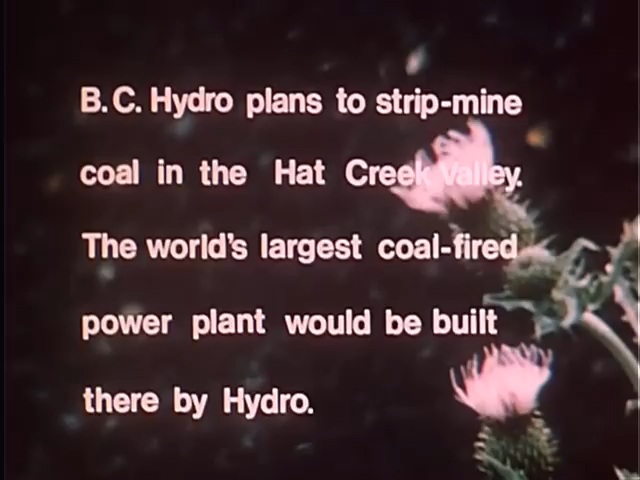 B.C. Hydro plans to strip-mine
coal in the Hat Creek Valley.
The world's largest coal-fired
power plant would be built
there by Hydro.